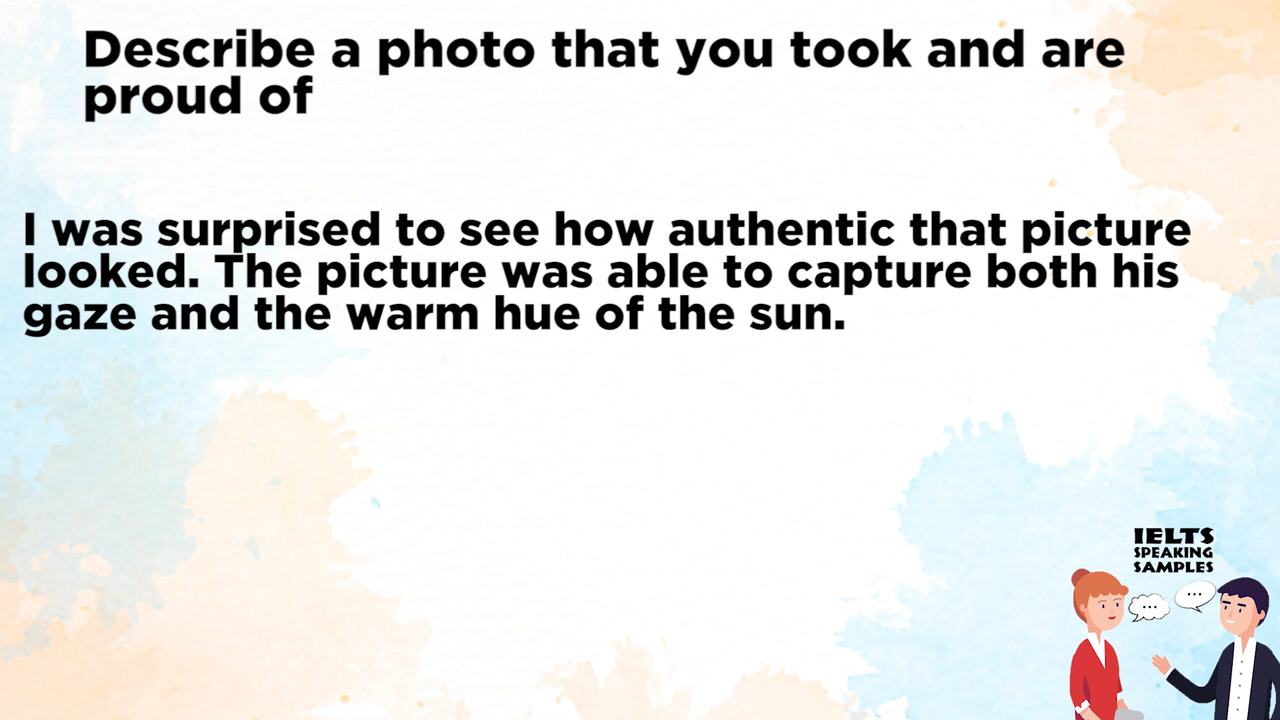 Describe a photo that you took and are
proud of
I was surprised to see how authentic that picture
looked. The picture was able to capture both his
gaze and the warm hue of the sun.
IELTS
SPEAKING
SAMPLES